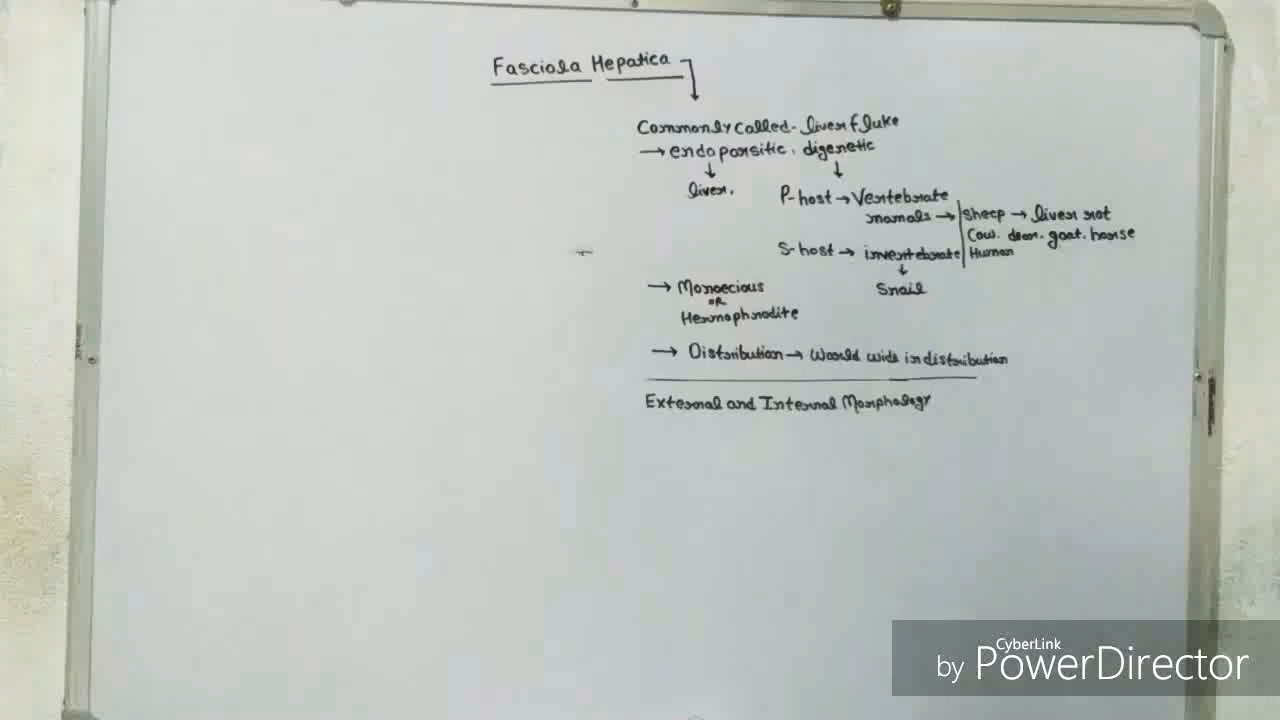 Fasciola Hepatica
Commonly called - liver fluke
→ endoparsitic, digenetic
↓ ↓
liver.
P-host → Vertebrate
mamals → Sheep → liver rot
Cow. deer. goat. horse
S-host → invertebrate Human
↓
Snail
→ Monoecious
OR
Hermophrodite
→ Distribution → World wide in distribution
External and Internal Morphology
CyberLink
by PowerDirector